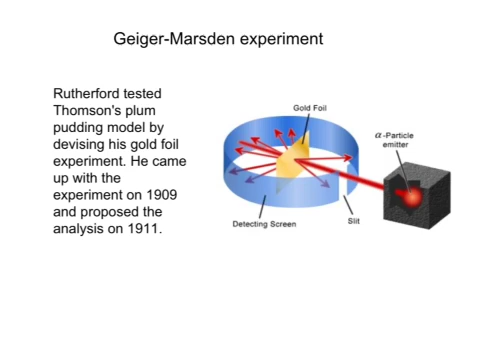 Geiger-Marsden experiment
Rutherford tested
Thomson's plum
pudding model by
devising his gold foil
experiment. He came
up with the
experiment on 1909
and proposed the
analysis on 1911.
Gold Foil
α-Particle
emitter
Detecting Screen
Slit